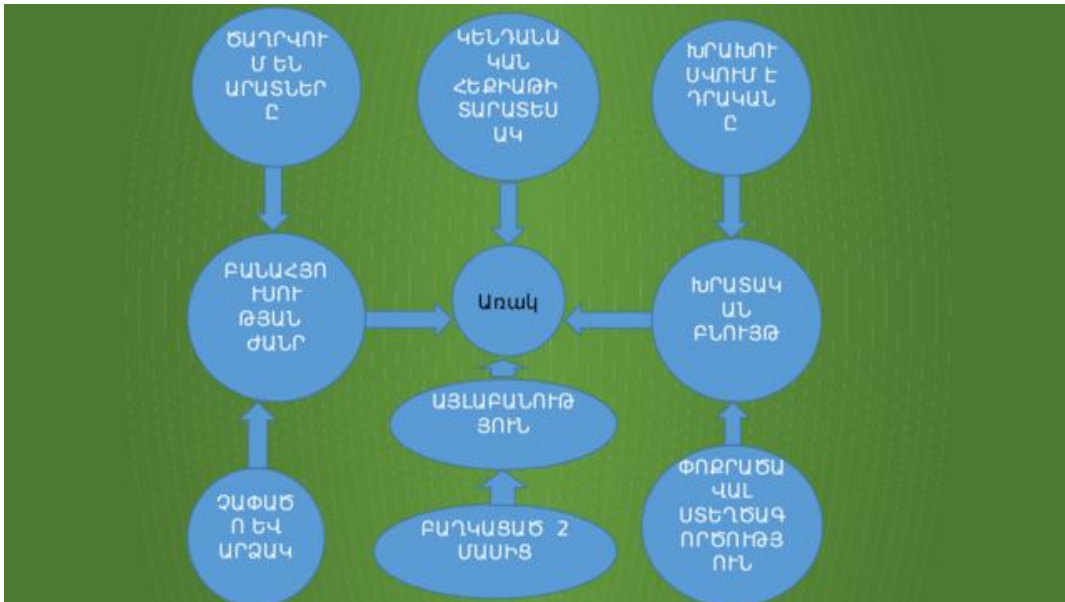 ԾԱՂՐՎՈՒ
Մ ԵՆ
ԱՐԱՏՆԵՐ
Ը
ԿԵՆԴԱՆԱ
ԿԱՆ
ՀԵՔԻԱԹԻ
ՏԱՐԱՏԵՍ
ԱԿ
ԽՐԱԽՈՒ
ՍՎՈՒՄ Է
ԴՐԱԿԱՆ
Ը
ԲԱՆԱՀՅՈ
ՒՍՈՒ
ԹՅԱՆ
ԺԱՆՐ
Առակ
ԽՐԱՏԱԿ
ԱՆ
ԲՆՈՒՅԹ
ԱՅԼԱԲԱՆՈՒԹ
ՅՈՒՆ
ՉԱՓԱԾ
Ո ԵՎ
ԱՐՁԱԿ
ԲԱՂԿԱՑԱԾ 2
ՄԱՍԻՑ
ՓՈՔՐԱԾԱ
ՎԱԼ
ՍՏԵՂԾԱԳ
ՈՐԾՈՒԹՅ
ՈՒՆ